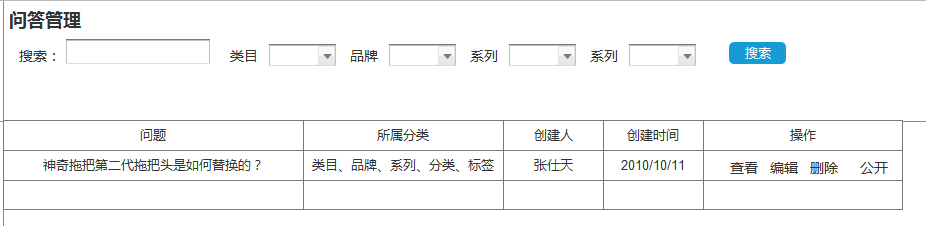 问答管理
搜索： 类目 品牌 系列 系列 搜索
问题 所属分类 创建人 创建时间 操作
神奇拖把第二代拖把头是如何替换的？ 类目、品牌、系列、分类、标签 张仕天 2010/10/11 查看 编辑 删除 公开